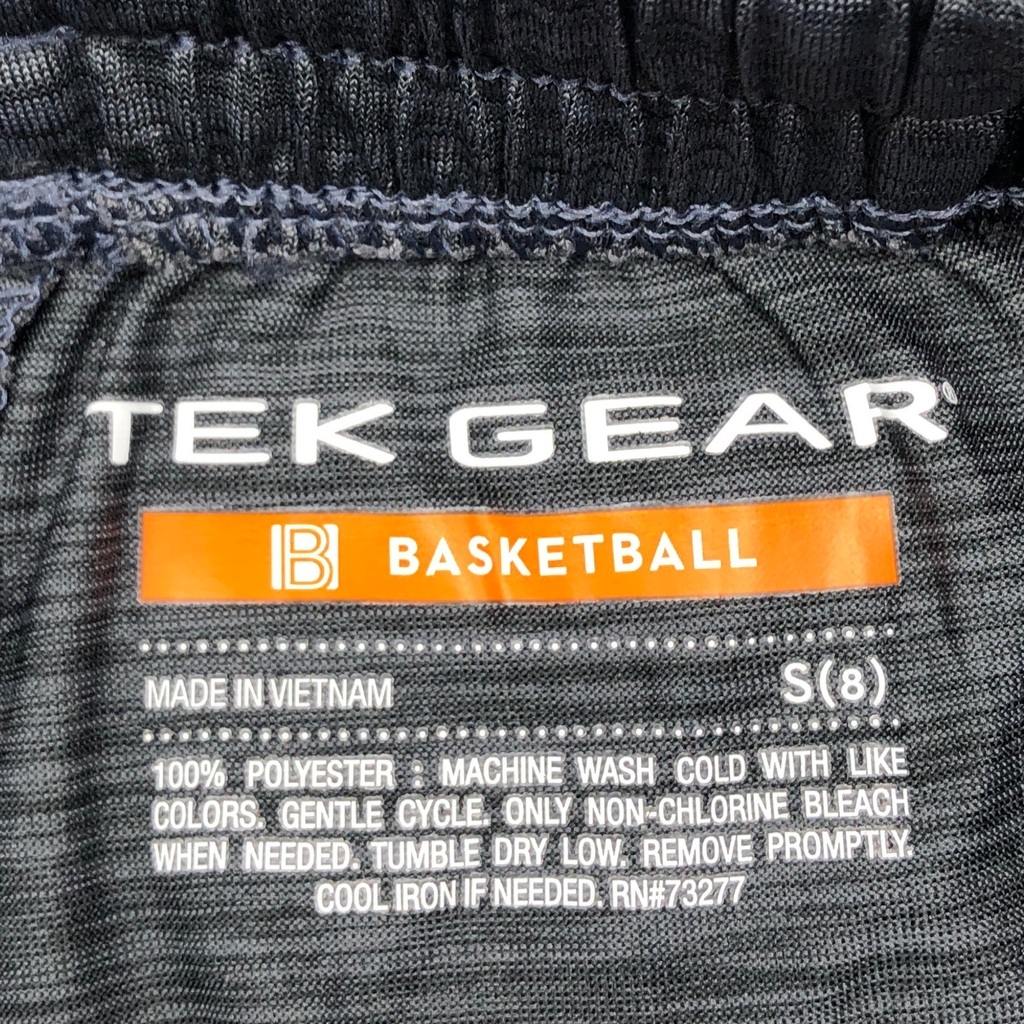 TEK GEAR®
B BASKETBALL
MADE IN VIETNAM S(8)
100% POLYESTER : MACHINE WASH COLD WITH LIKE
COLORS. GENTLE CYCLE. ONLY NON-CHLORINE BLEACH
WHEN NEEDED. TUMBLE DRY LOW. REMOVE PROMPTLY.
COOL IRON IF NEEDED. RN#73277